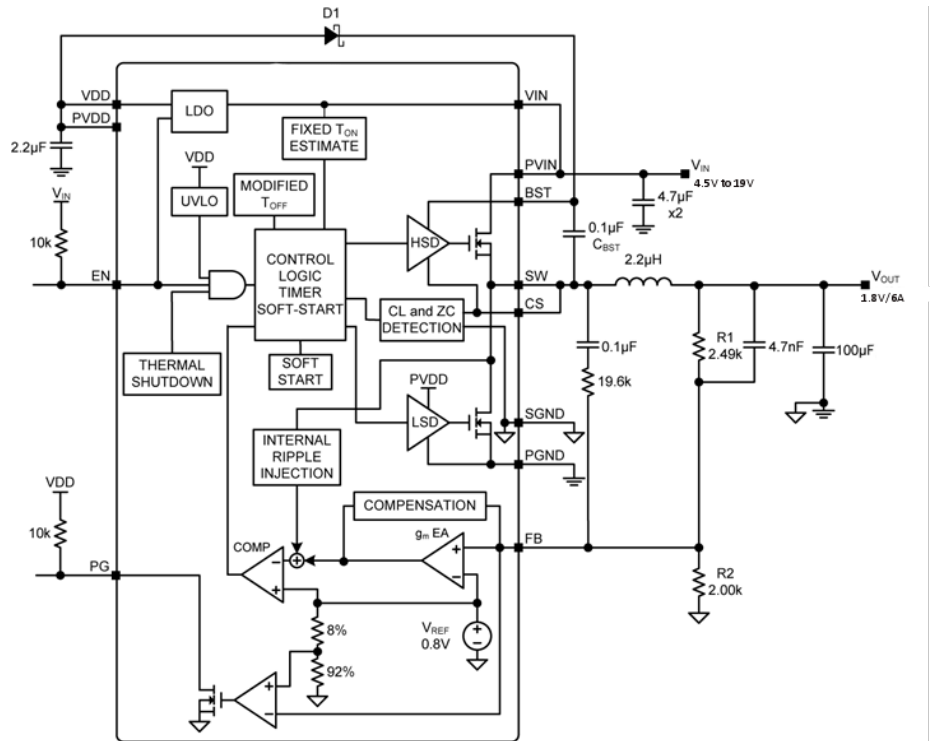 D1
VDD
PVDD
2.2µF
LDO
VIN
FIXED TON
ESTIMATE
VDD
UVLO
MODIFIED
TOFF
PVIN
BST
VIN
4.5V to 19V
4.7µF
x2
VIN
10k
EN
CONTROL
LOGIC
TIMER
SOFT-START
HSD
0.1µF
CBST
2.2µH
SW
CS
VOUT
1.8V/6A
CL and ZC
DETECTION
THERMAL
SHUTDOWN
SOFT
START
0.1µF
19.6k
R1
2.49k
4.7nF
100µF
PVDD
LSD
SGND
PGND
INTERNAL
RIPPLE
INJECTION
VDD
10k
PG
COMPENSATION
gm EA
COMP
FB
+
-
-
+
+
R2
2.00k
8%
92%
VREF
0.8V
+
-
+
-